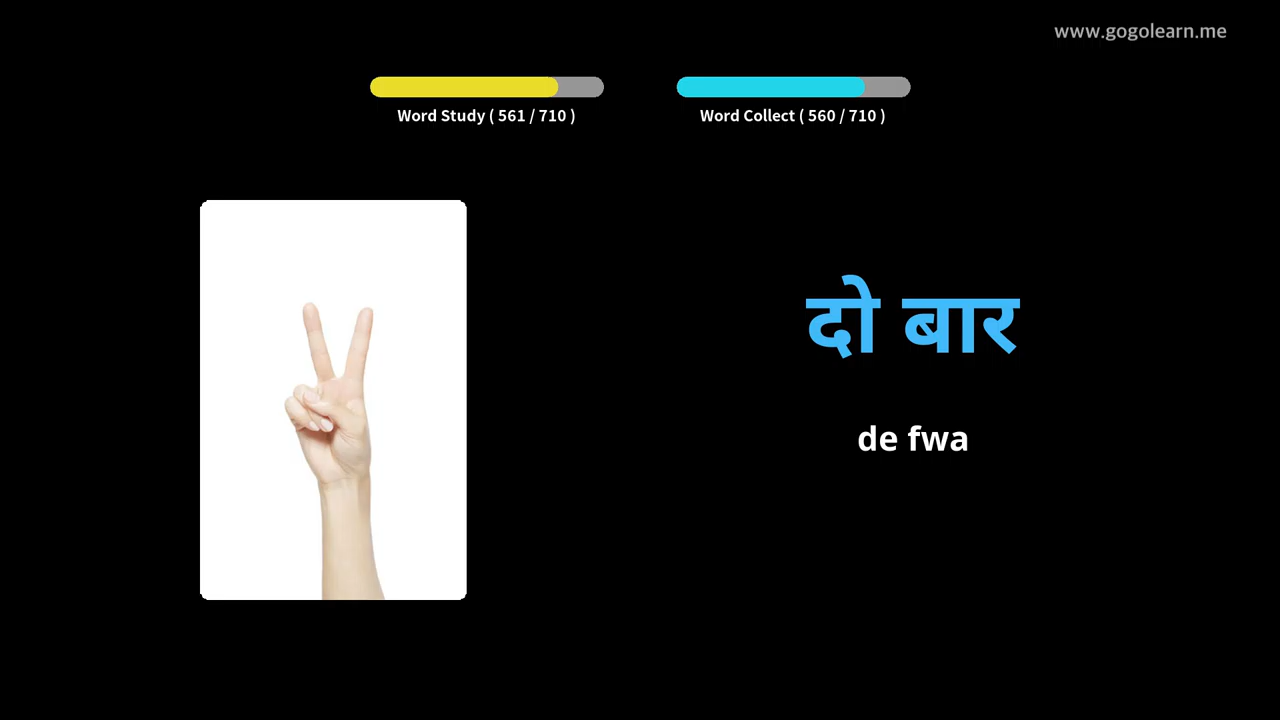 www.gogolearn.me
Word Study ( 561 / 710 )
Word Collect ( 560 / 710 )
दो बार
de fwa